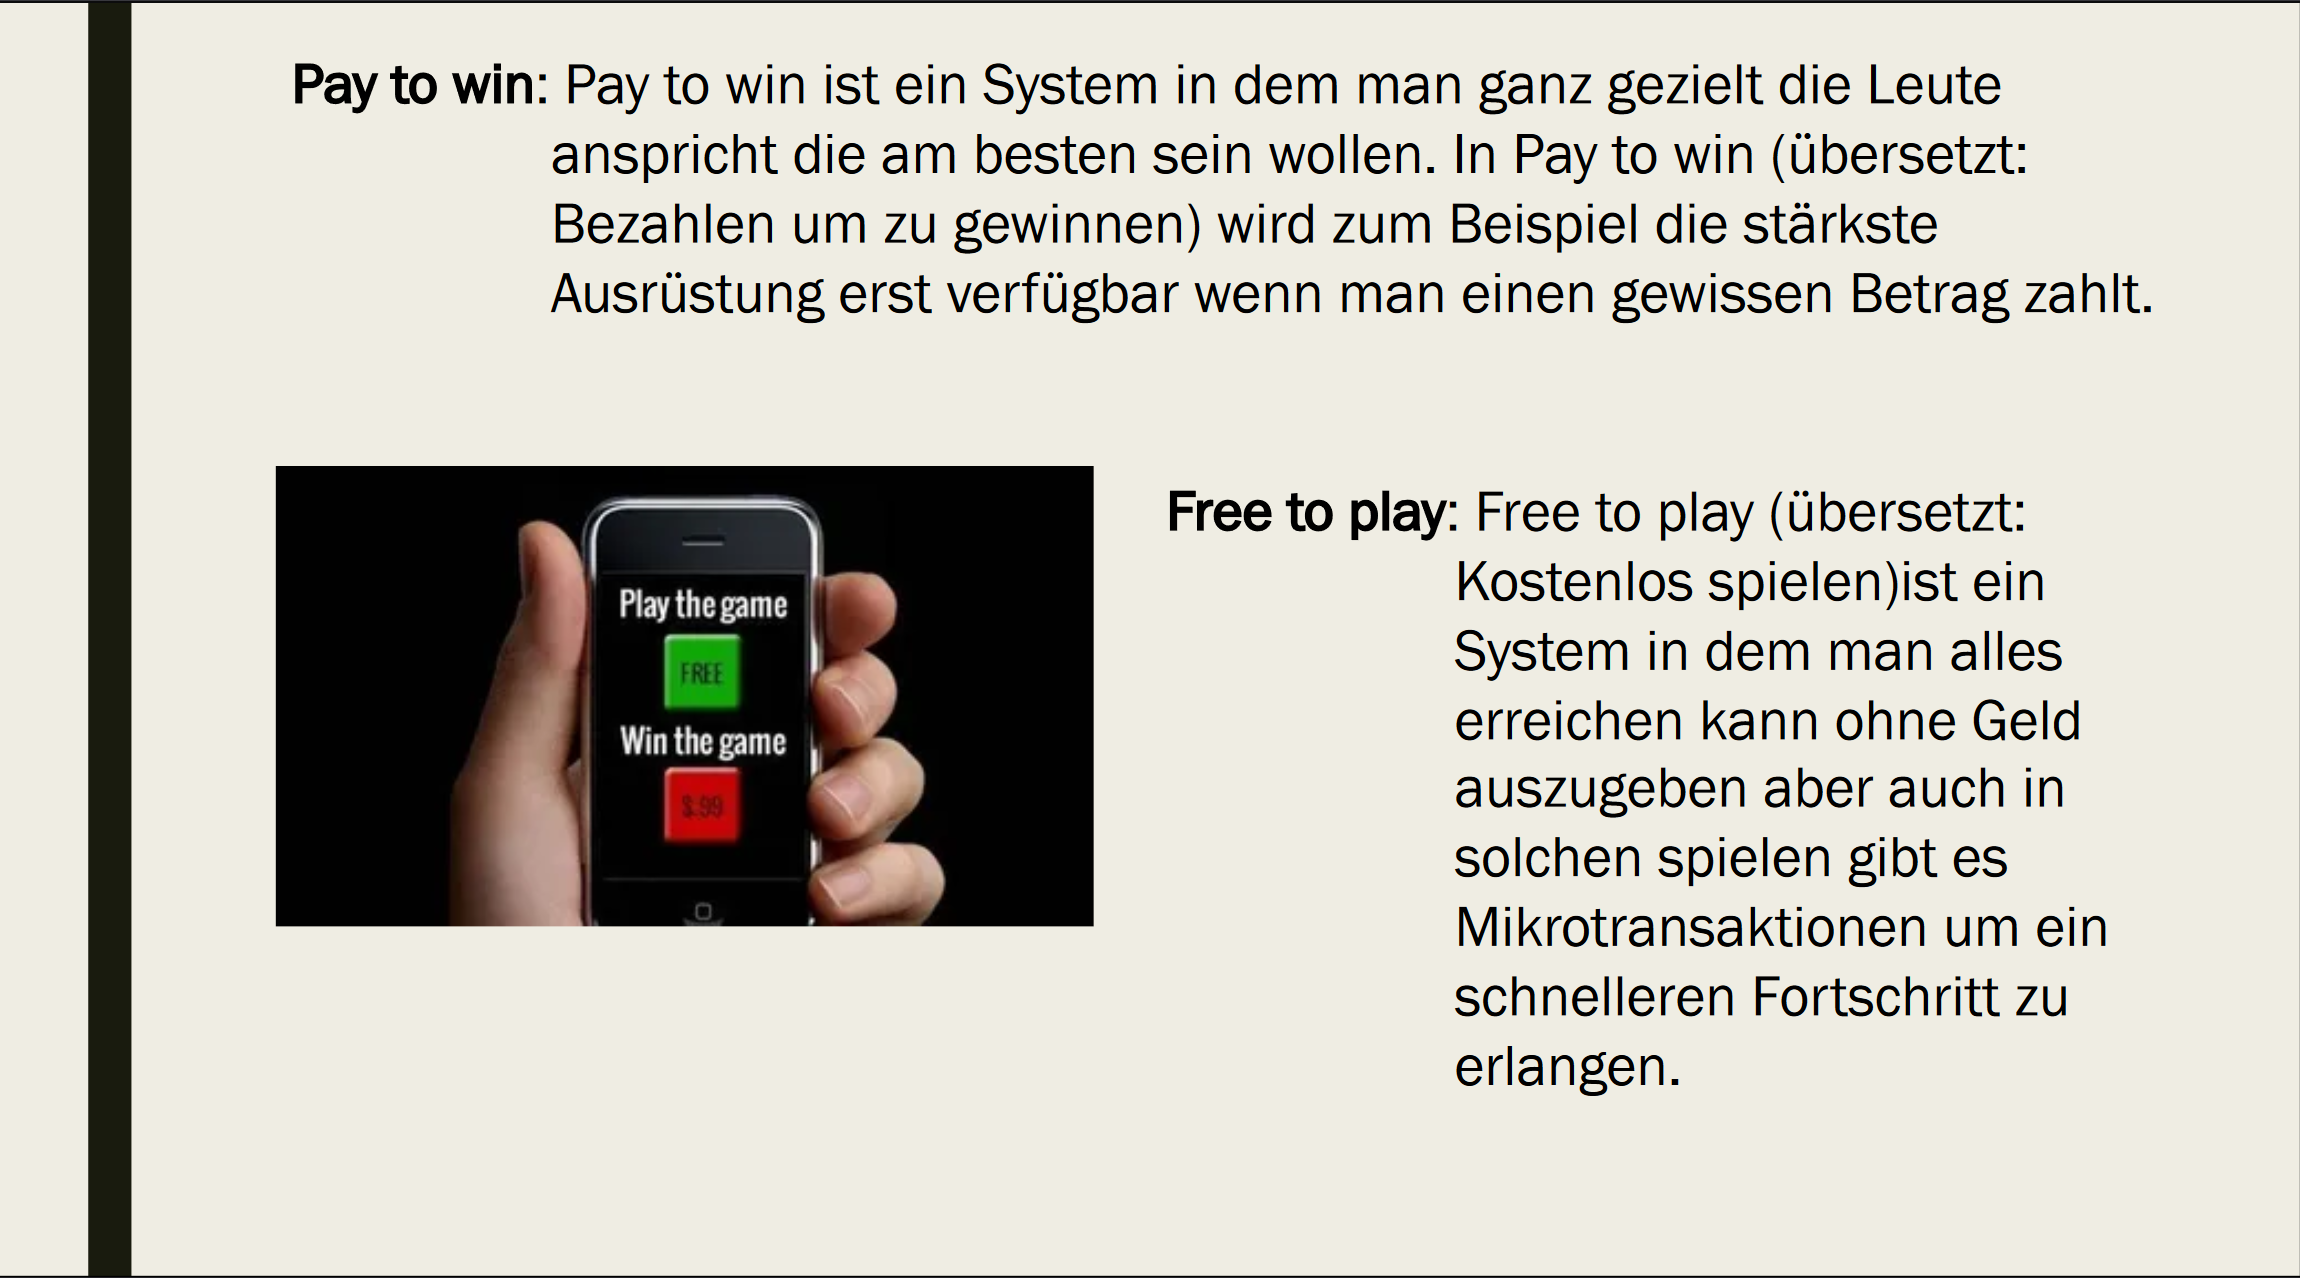 Pay to win: Pay to win ist ein System in dem man ganz gezielt die Leute
anspricht die am besten sein wollen. In Pay to win (übersetzt:
Bezahlen um zu gewinnen) wird zum Beispiel die stärkste
Ausrüstung erst verfügbar wenn man einen gewissen Betrag zahlt.
Play the game
FREE
Win the game
$.99
Free to play: Free to play (übersetzt:
Kostenlos spielen)ist ein
System in dem man alles
erreichen kann ohne Geld
auszugeben aber auch in
solchen spielen gibt es
Mikrotransaktionen um ein
schnelleren Fortschritt zu
erlangen.